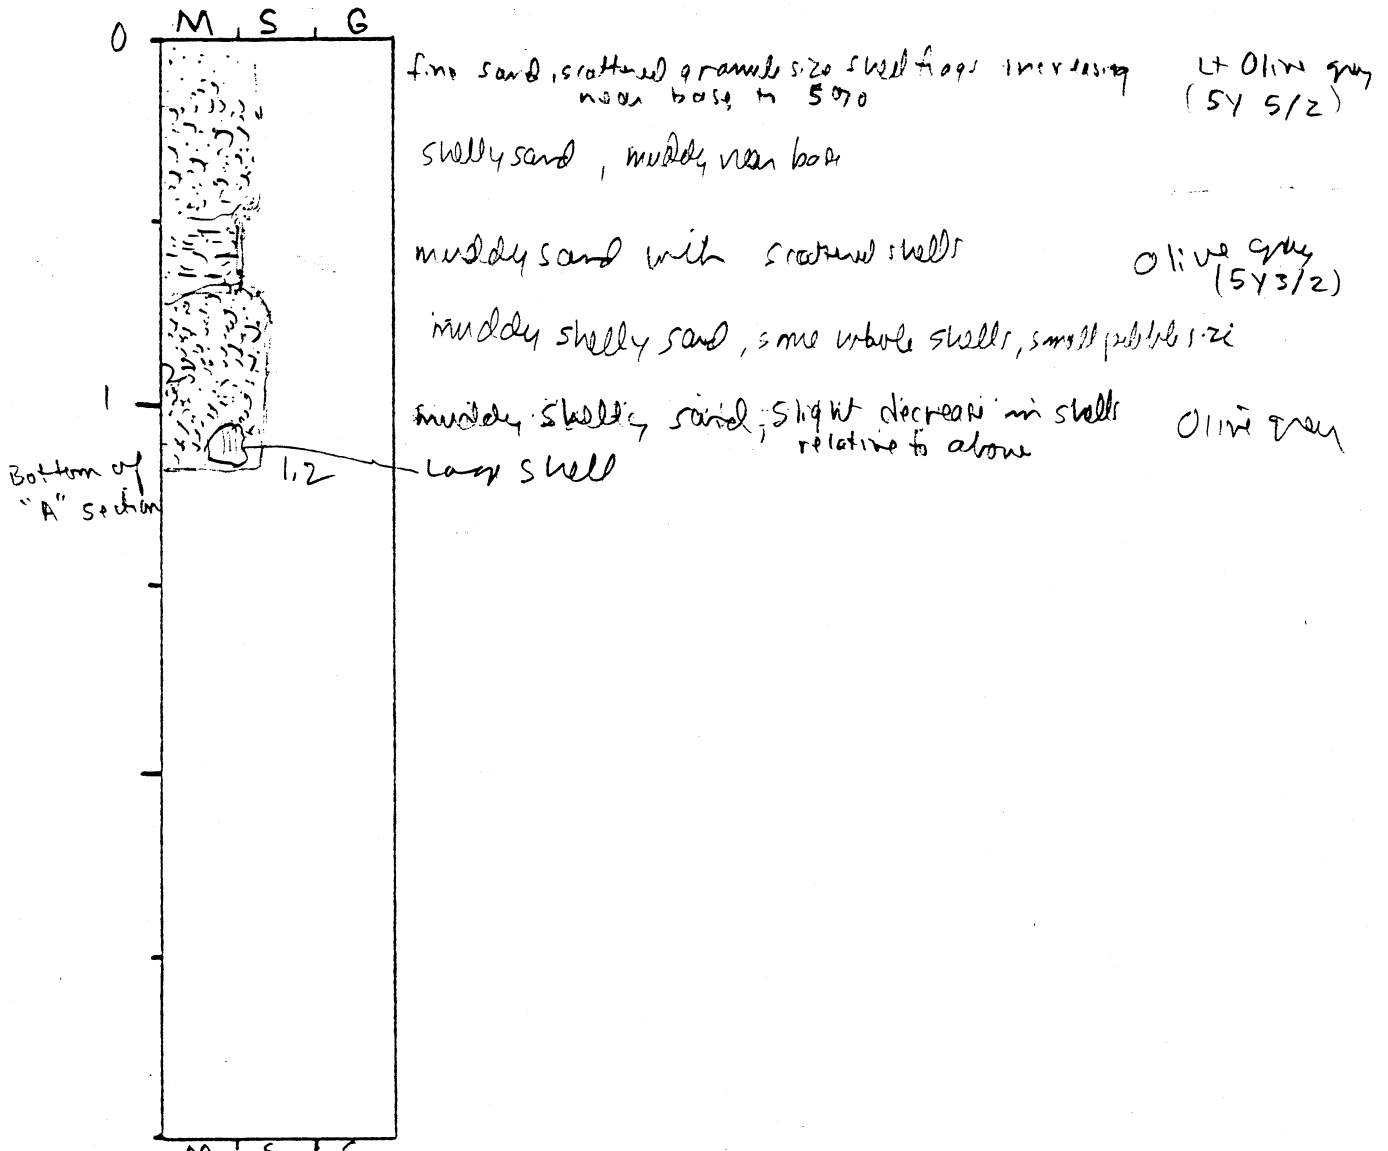 M S G
0
fine sand, scattered granule size shell frags increasing
near base to 50%
Lt Olive gray
(5Y 5/2)
shelly sand, muddy near base
muddy sand with scattered shells
Olive gray
(5Y3/2)
muddy shelly sand, some whole shells, small pebble size
1
muddy shelly sand, slight decrease in shells
relative to above
Olive gray
Large shell
1.2
Bottom of
"A" section
M S G